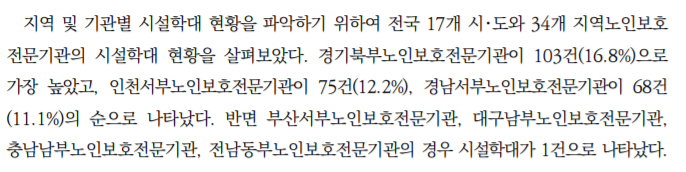 지역 및 기관별 시설학대 현황을 파악하기 위하여 전국 17개 시·도와 34개 지역노인보호
전문기관의 시설학대 현황을 살펴보았다. 경기북부노인보호전문기관이 103건(16.8%)으로
가장 높았고, 인천서부노인보호전문기관이 75건(12.2%), 경남서부노인보호전문기관이 68건
(11.1%)의 순으로 나타났다. 반면 부산서부노인보호전문기관, 대구남부노인보호전문기관,
충남남부노인보호전문기관, 전남동부노인보호전문기관의 경우 시설학대가 1건으로 나타났다.